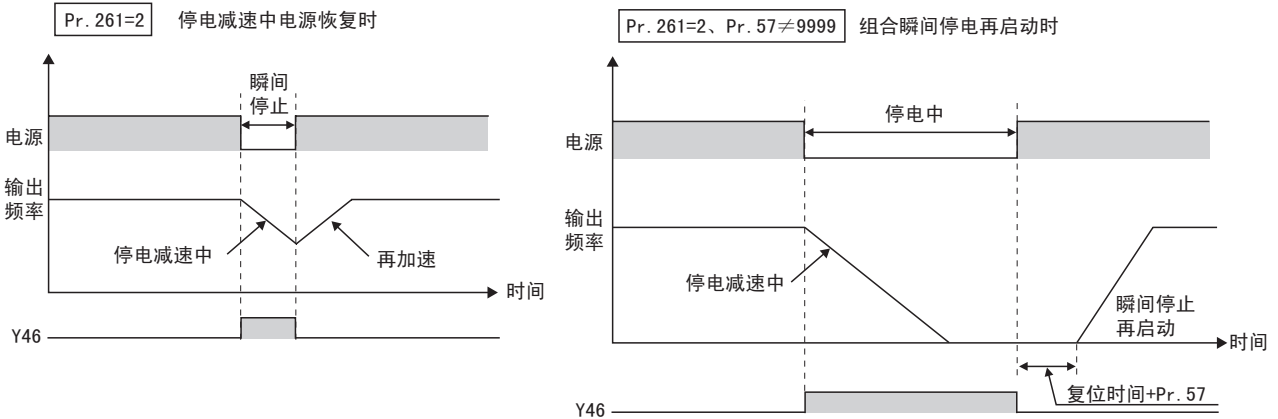 Pr.261=2
停电减速中电源恢复时
瞬间
停止
电源
输出
频率
停电减速中
再加速
时间
Y46
Pr.261=2、Pr.57≠9999
组合瞬间停电再启动时
停电中
电源
输出
频率
停电减速中
瞬间停止
再启动
时间
复位时间+Pr.57
Y46